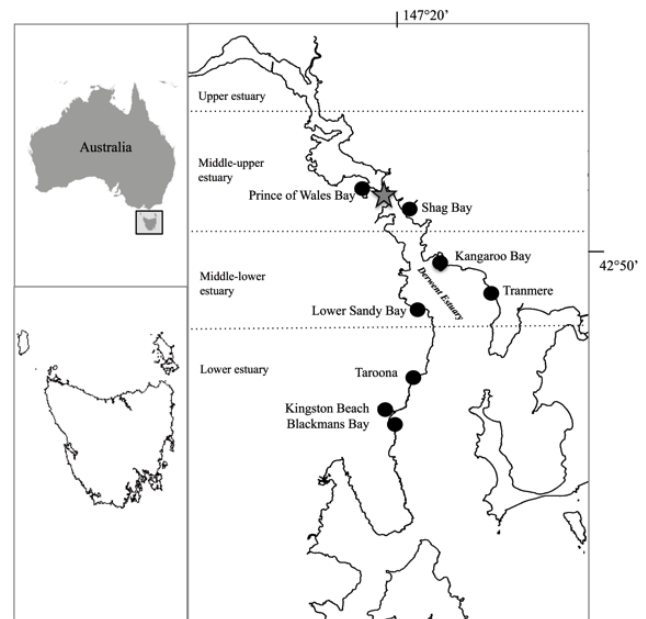 147°20’
Upper estuary
Australia
Middle-upper
estuary
Prince of Wales Bay
Shag Bay
Kangaroo Bay
42°50’
Middle-lower
estuary
Derwent Estuary
Tranmere
Lower Sandy Bay
Lower estuary
Taroona
Kingston Beach
Blackmans Bay